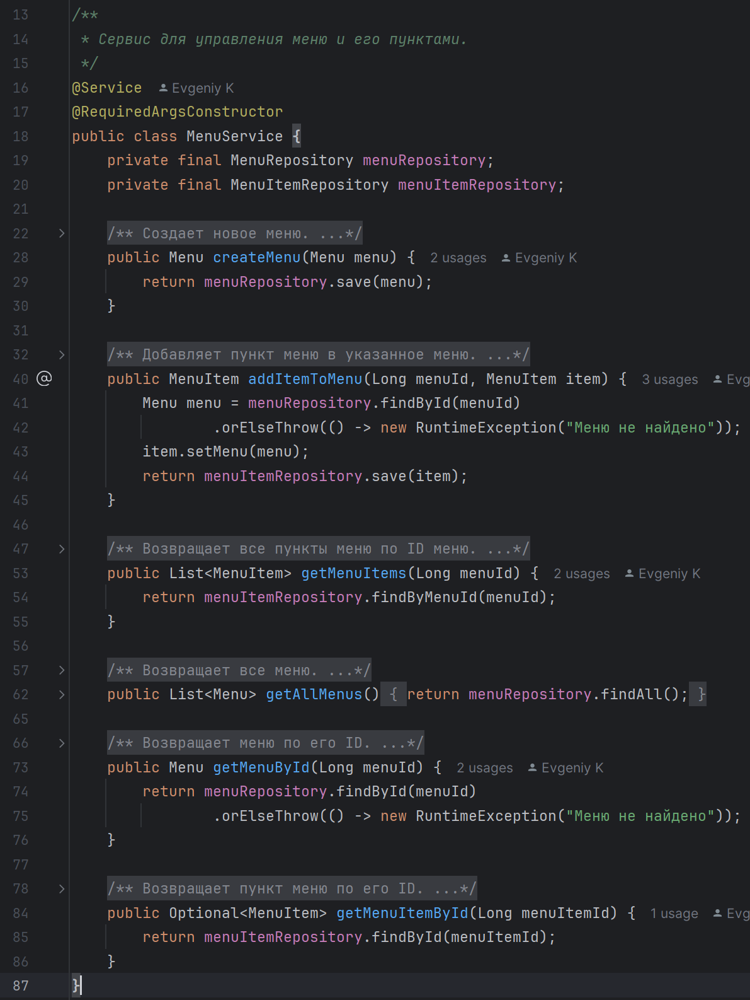 13 /**
14 * Сервис для управления меню и его пунктами.
15 */
16 @Service Evgeniy K
17 @RequiredArgsConstructor
18 public class MenuService {
19 private final MenuRepository menuRepository;
20 private final MenuItemRepository menuItemRepository;
21
22 /** Создает новое меню. ...*/
28 public Menu createMenu(Menu menu) { 2 usages Evgeniy K
29 return menuRepository.save(menu);
30 }
31
32 /** Добавляет пункт меню в указанное меню. ...*/
40 @ public MenuItem addItemToMenu(Long menuId, MenuItem item) { 3 usages Evg
41 Menu menu = menuRepository.findById(menuId)
42 .orElseThrow(() -> new RuntimeException("Меню не найдено"));
43 item.setMenu(menu);
44 return menuItemRepository.save(item);
45 }
46
47 /** Возвращает все пункты меню по ID меню. ...*/
53 public List<MenuItem> getMenuItems(Long menuId) { 2 usages Evgeniy K
54 return menuItemRepository.findByMenuId(menuId);
55 }
56
57 /** Возвращает все меню. ...*/
62 public List<Menu> getAllMenus() { return menuRepository.findAll(); }
65
66 /** Возвращает меню по его ID. ...*/
73 public Menu getMenuById(Long menuId) { 2 usages Evgeniy K
74 return menuRepository.findById(menuId)
75 .orElseThrow(() -> new RuntimeException("Меню не найдено"));
76 }
77
78 /** Возвращает пункт меню по его ID. ...*/
84 public Optional<MenuItem> getMenuItemById(Long menuItemId) { 1 usage Evg
85 return menuItemRepository.findById(menuItemId);
86 }
87 }